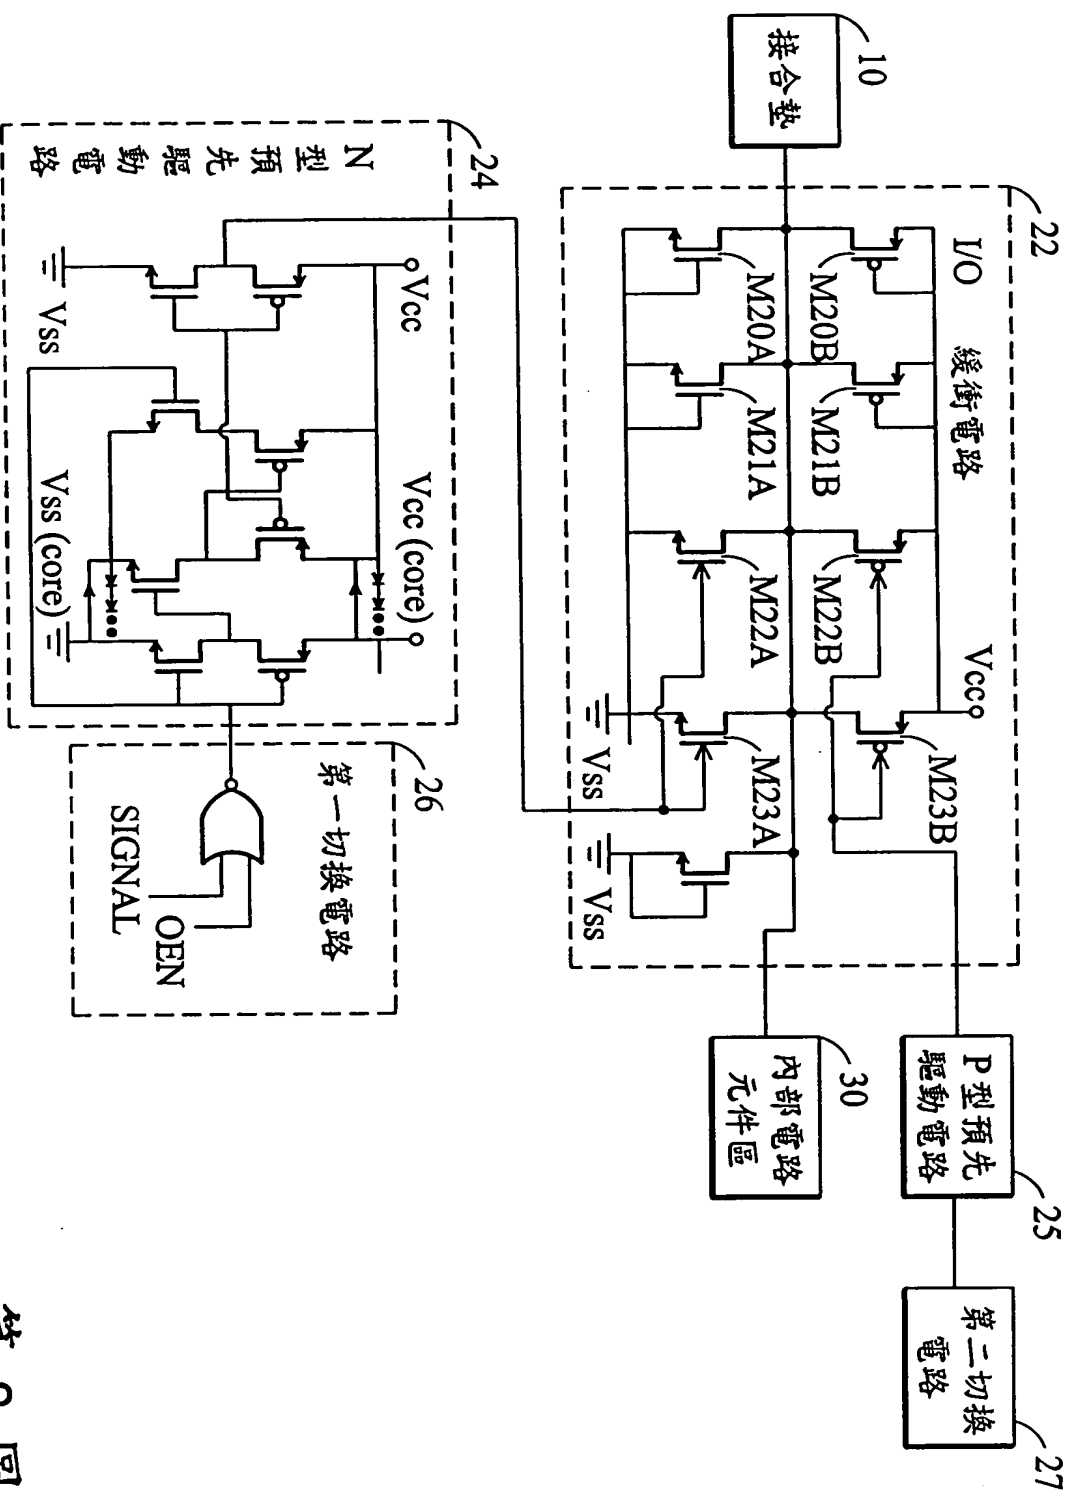 10
接合墊
22
I/O 緩衝電路
M20B
M21B
M22B
M23B
Vcc
M20A
M21A
M22A
M23A
Vss
Vss
P型預先
驅動電路
25
第二切換
電路
27
內部電路
元件區
30
24
N型預先驅動電路
Vcc
Vcc (core)
Vss
Vss (core)
26
第一切換電路
SIGNAL
OEN